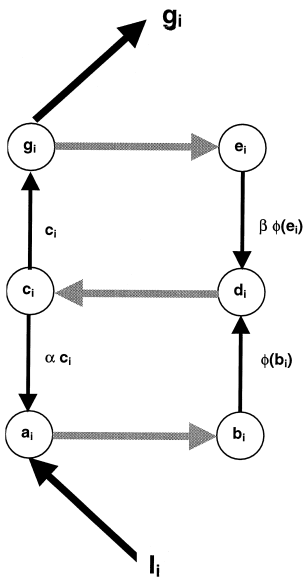 gi
gi
ei
ci
β ϕ(ei)
ci
di
α ci
ϕ(bi)
ai
bi
Ii